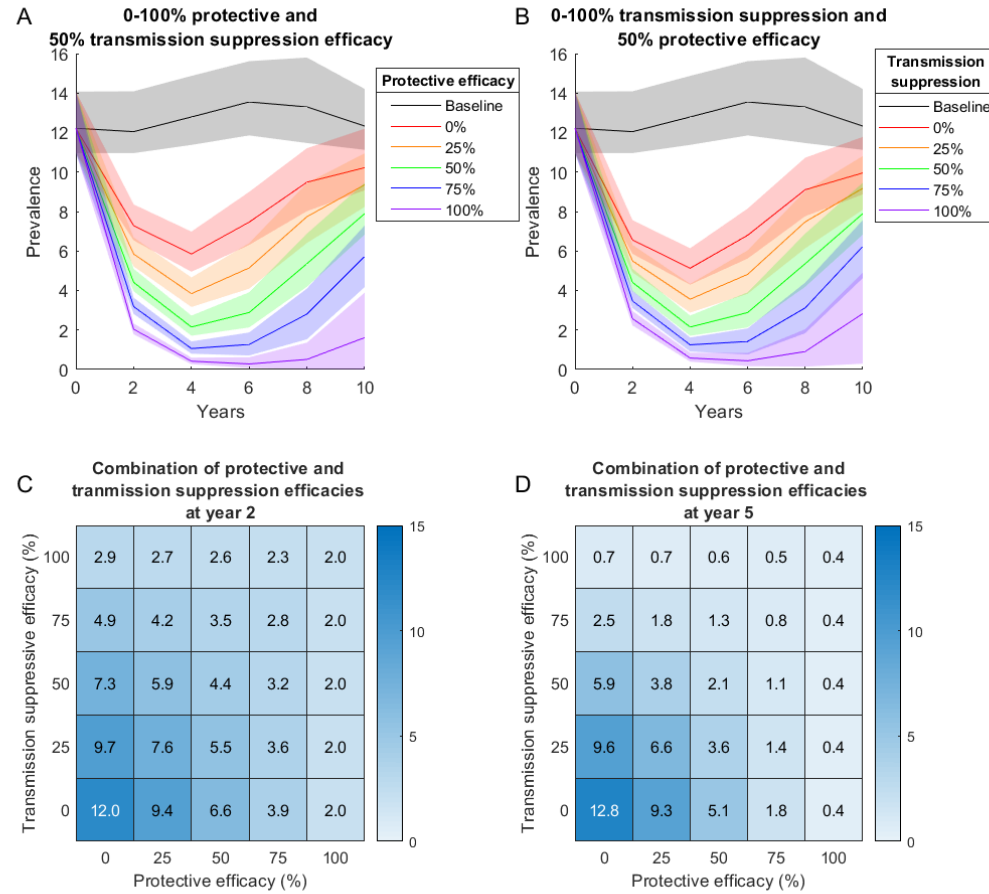 A
0-100% protective and
50% transmission suppression efficacy
16
14
12
10
8
6
4
2
0
Prevalence
0 2 4 6 8 10
Years
Protective efficacy
Baseline
0%
25%
50%
75%
100%
B
0-100% transmission suppression and
50% protective efficacy
16
14
12
10
8
6
4
2
0
Prevalence
0 2 4 6 8 10
Years
Transmission
suppression
Baseline
0%
25%
50%
75%
100%
C
Combination of protective and
tranmission suppression efficacies
at year 2
Transmission suppressive efficacy (%)
100 2.9 2.7 2.6 2.3 2.0
75 4.9 4.2 3.5 2.8 2.0
50 7.3 5.9 4.4 3.2 2.0
25 9.7 7.6 5.5 3.6 2.0
0 12.0 9.4 6.6 3.9 2.0
0 25 50 75 100
Protective efficacy (%)
15
10
5
0
D
Combination of protective and
transmission suppression efficacies
at year 5
Transmission suppressive efficacy (%)
100 0.7 0.7 0.6 0.5 0.4
75 2.5 1.8 1.3 0.8 0.4
50 5.9 3.8 2.1 1.1 0.4
25 9.6 6.6 3.6 1.4 0.4
0 12.8 9.3 5.1 1.8 0.4
0 25 50 75 100
Protective efficacy (%)
15
10
5
0